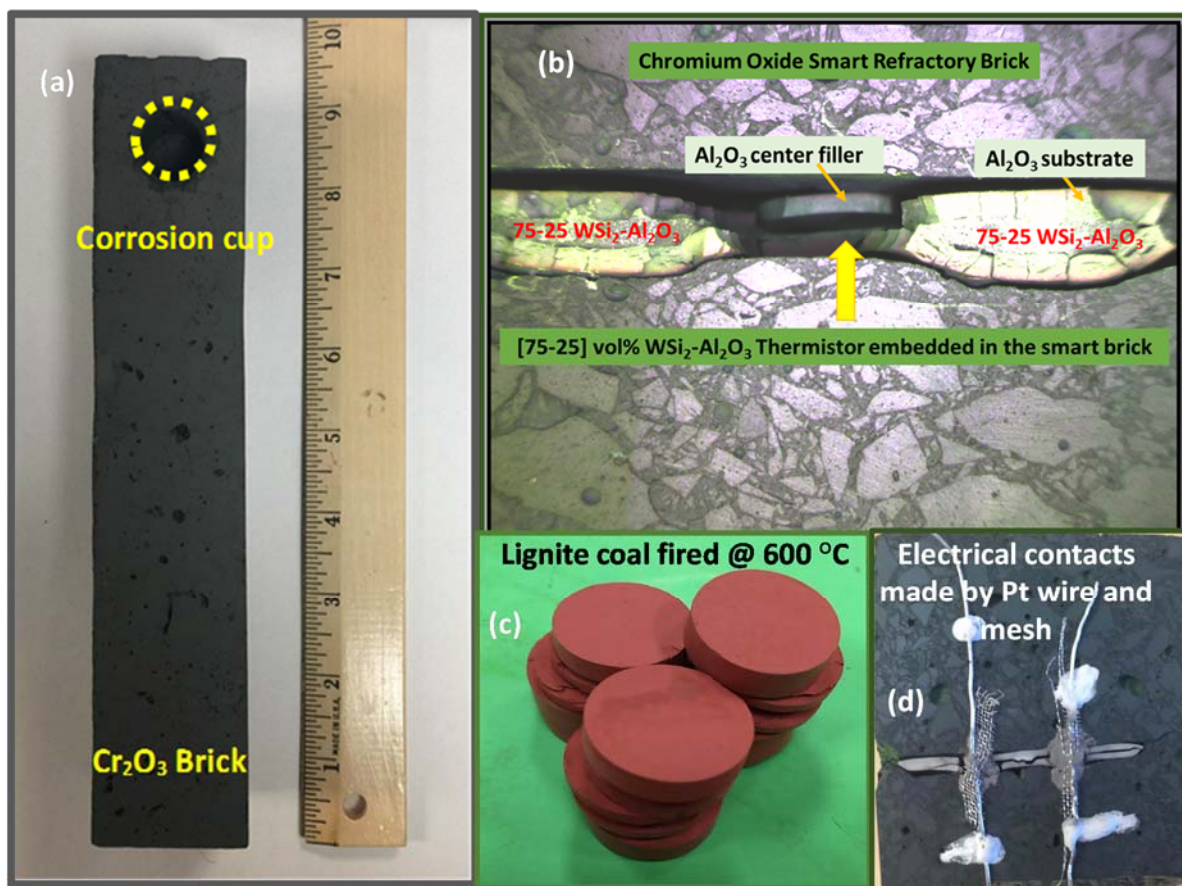 (a)
Corrosion cup
Cr₂O₃ Brick
10
9
8
7
6
5
4
3
2
1
MADE IN U.S.A.
(b)
Chromium Oxide Smart Refractory Brick
Al₂O₃ center filler
Al₂O₃ substrate
75-25 WSi₂-Al₂O₃
75-25 WSi₂-Al₂O₃
[75-25] vol% WSi₂-Al₂O₃ Thermistor embedded in the smart brick
Lignite coal fired @ 600 °C
(c)
Electrical contacts
made by Pt wire and
mesh
(d)